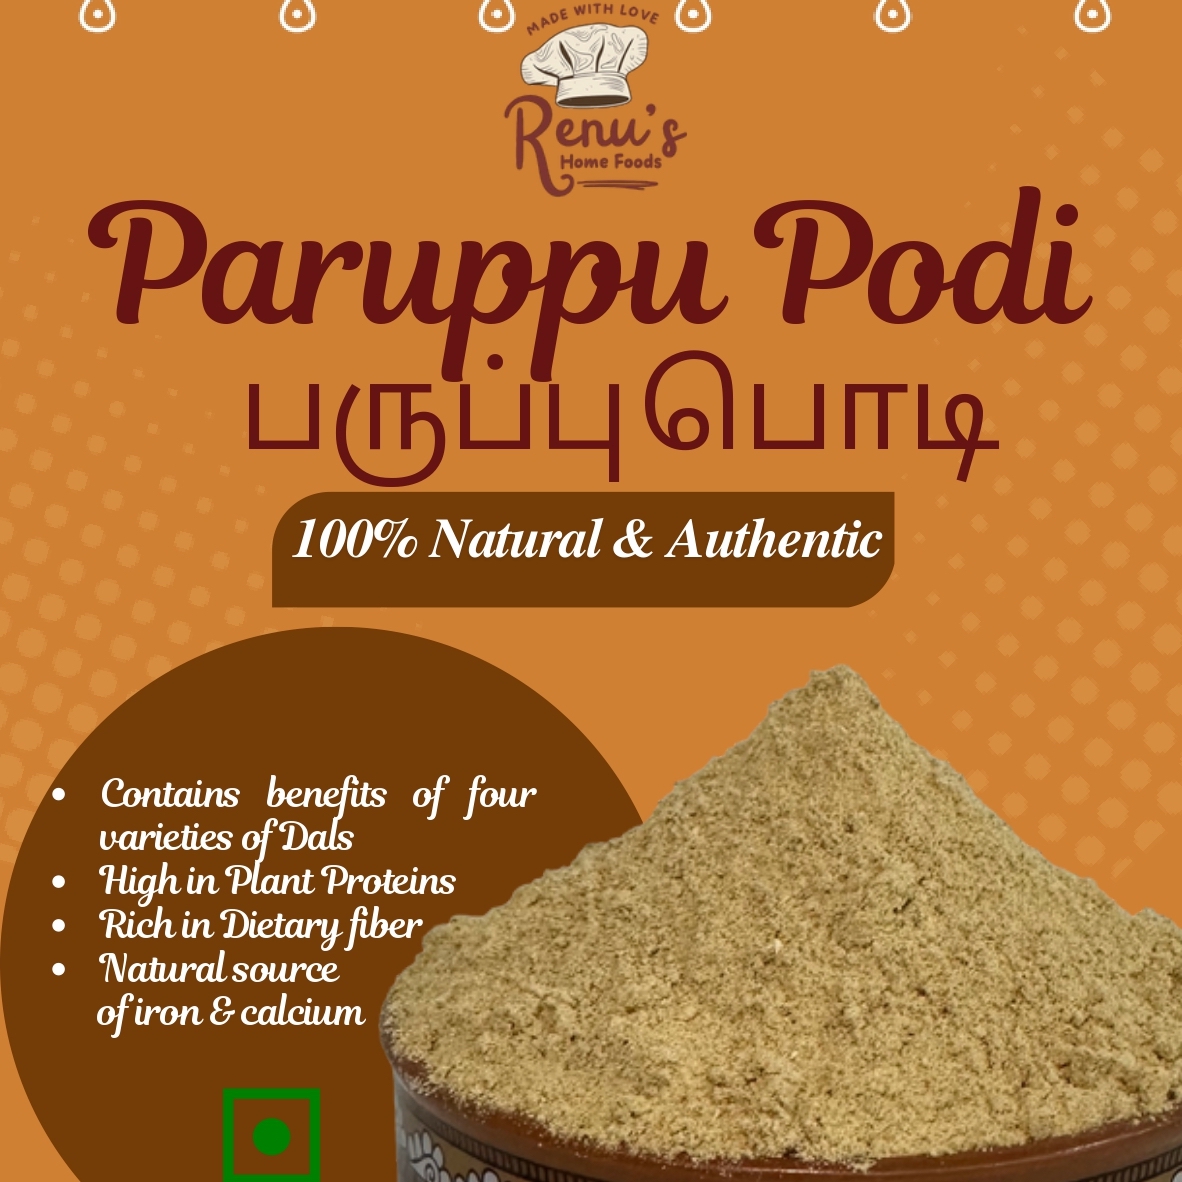 MADE WITH LOVE
Renu's
Home Foods
Paruppu Podi
பருப்பு பொடி
100% Natural & Authentic
• Contains benefits of four
varieties of Dals
• High in Plant Proteins
• Rich in Dietary fiber
• Natural source
of iron & calcium